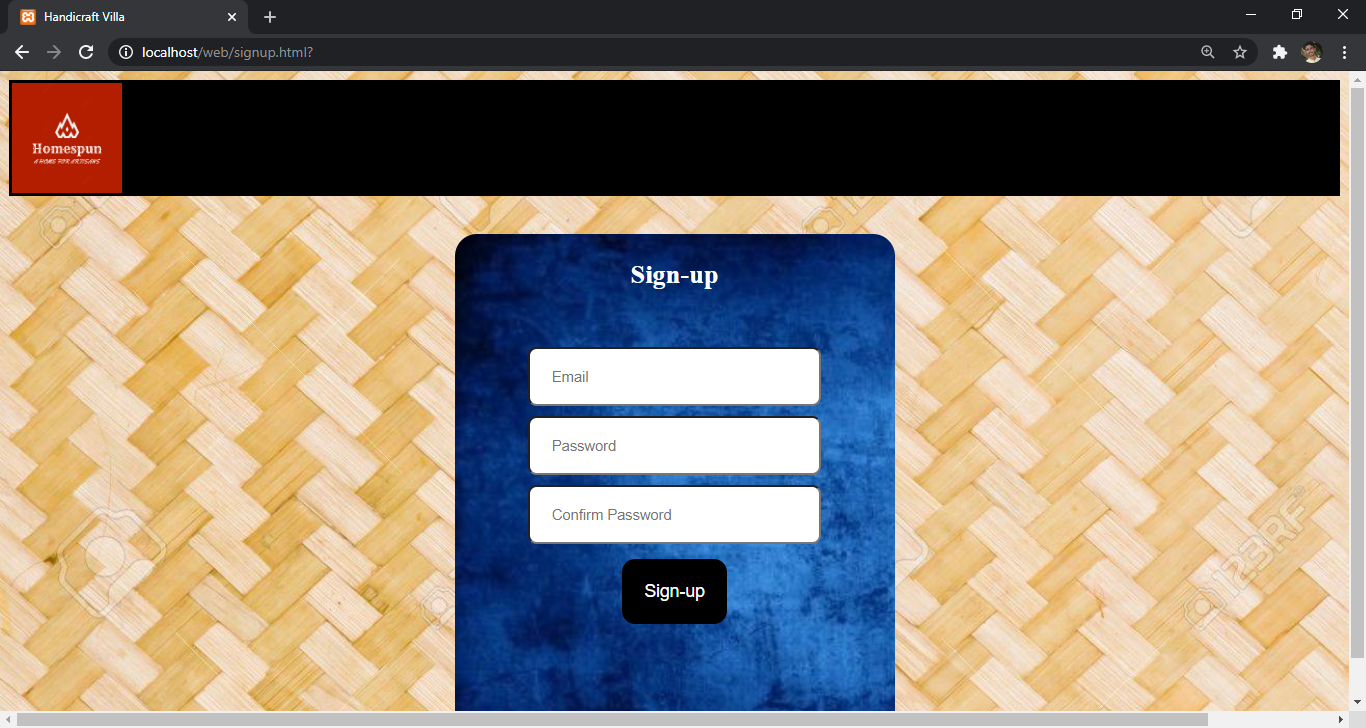 Handicraft Villa
localhost/web/signup.html?
Homespun
A HOME FOR ARTISANS
Sign-up
Email
Password
Confirm Password
Sign-up
123RF